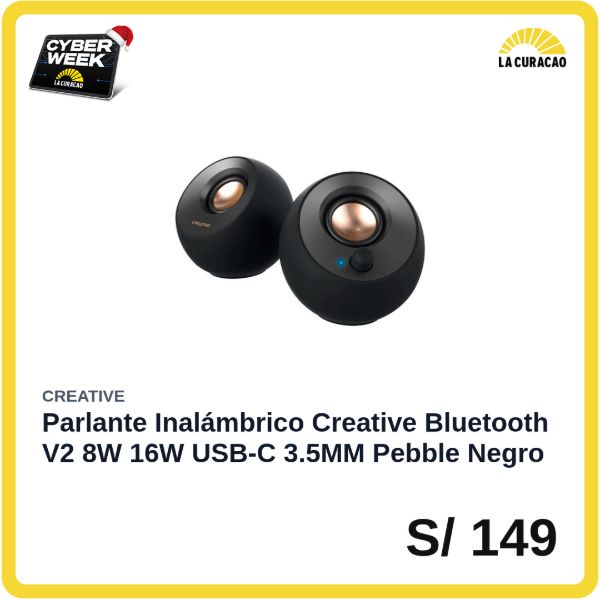 CYBER
WEEK
LA CURACAO
LA CURACAO
CREATIVE
CREATIVE
Parlante Inalámbrico Creative Bluetooth
V2 8W 16W USB-C 3.5MM Pebble Negro
S/ 149